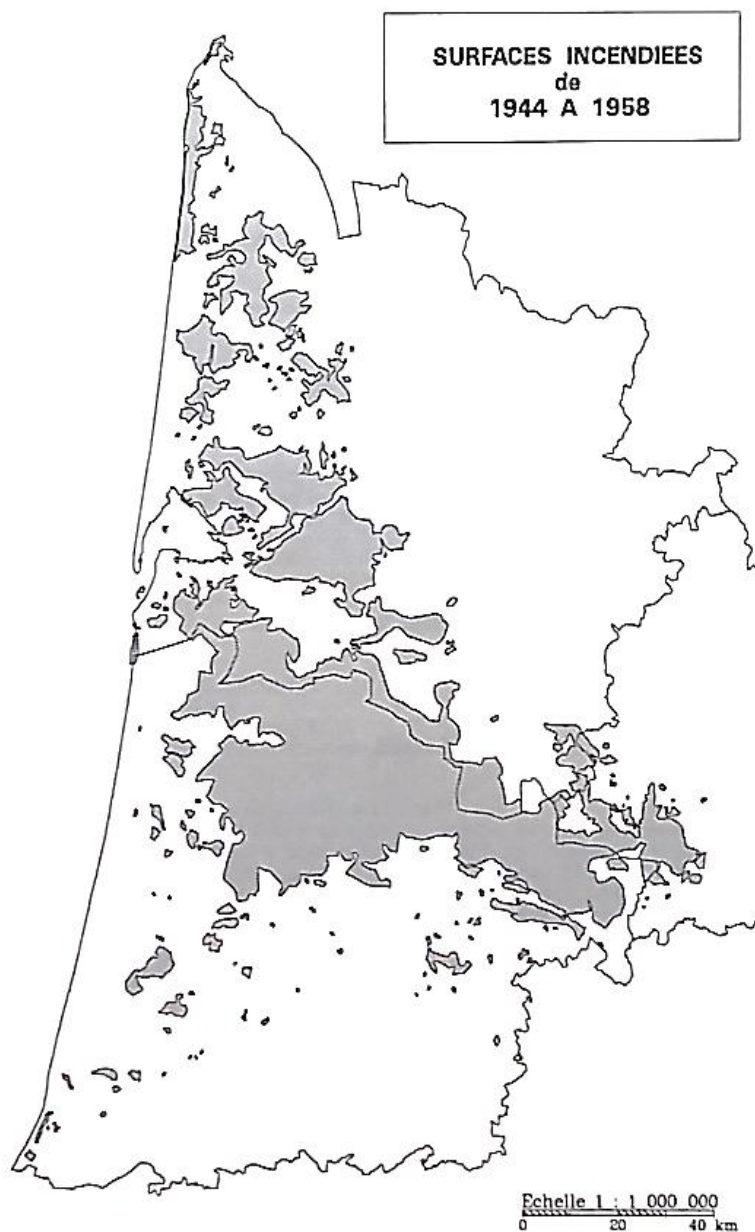 SURFACES INCENDIEES
de
1944 A 1958
Echelle 1 : 1 000 000
0 20 40 km